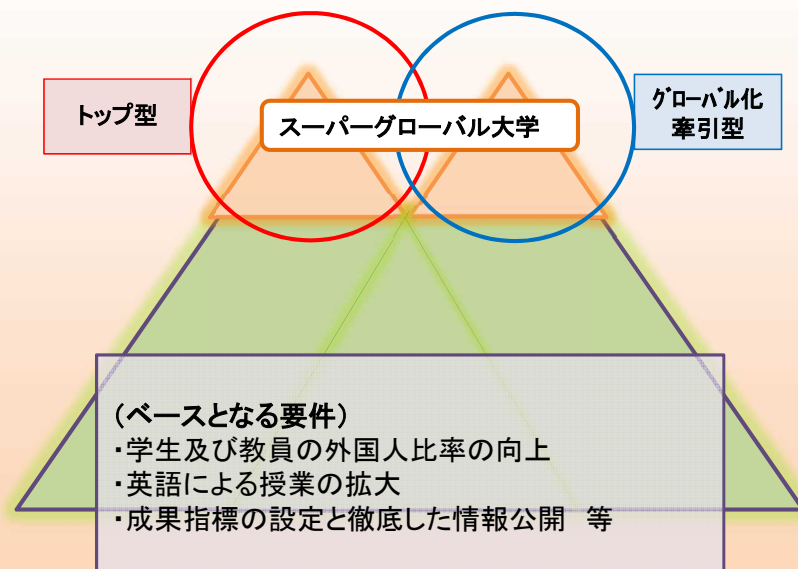 トップ型
スーパーグローバル大学
グローバル化
牽引型
(ベースとなる要件)
・学生及び教員の外国人比率の向上
・英語による授業の拡大
・成果指標の設定と徹底した情報公開　等